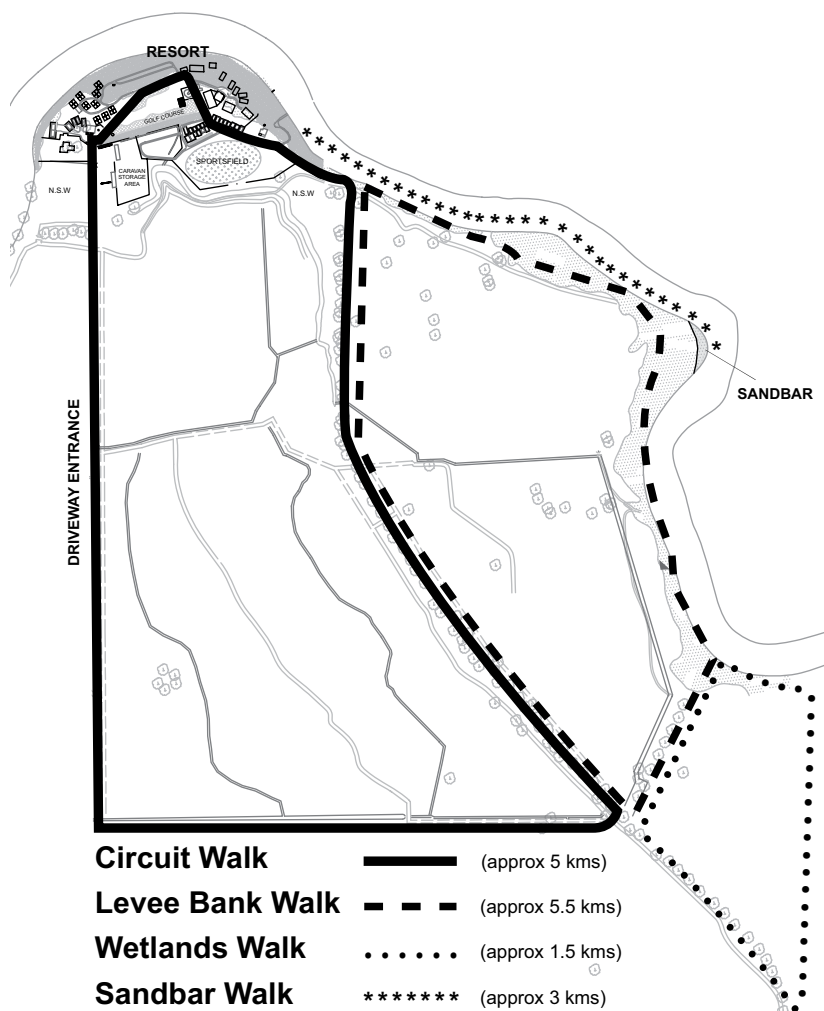 RESORT
GOLF COURSE
SPORTSFIELD
CARAVAN
STORAGE
AREA
N.S.W
N.S.W
SANDBAR
DRIVEWAY ENTRANCE
Circuit Walk (approx 5 kms)
Levee Bank Walk (approx 5.5 kms)
Wetlands Walk (approx 1.5 kms)
Sandbar Walk ******* (approx 3 kms)